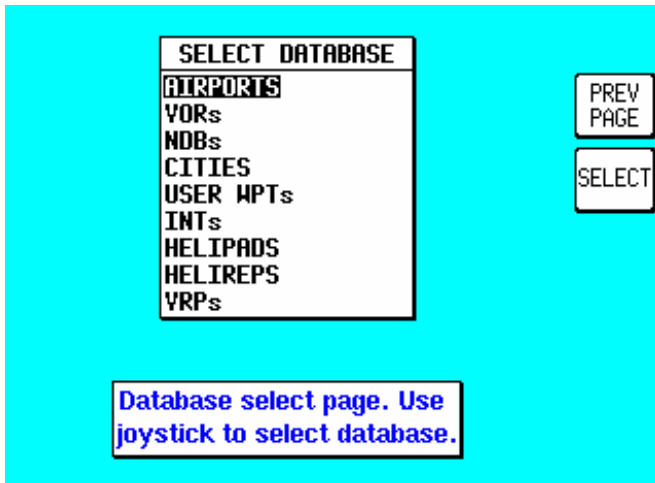 SELECT DATABASE
AIRPORTS
VORs
NDBs
CITIES
USER WPTs
INTs
HELIPADS
HELIREPS
VRPs
PREV
PAGE
SELECT
Database select page. Use
joystick to select database.